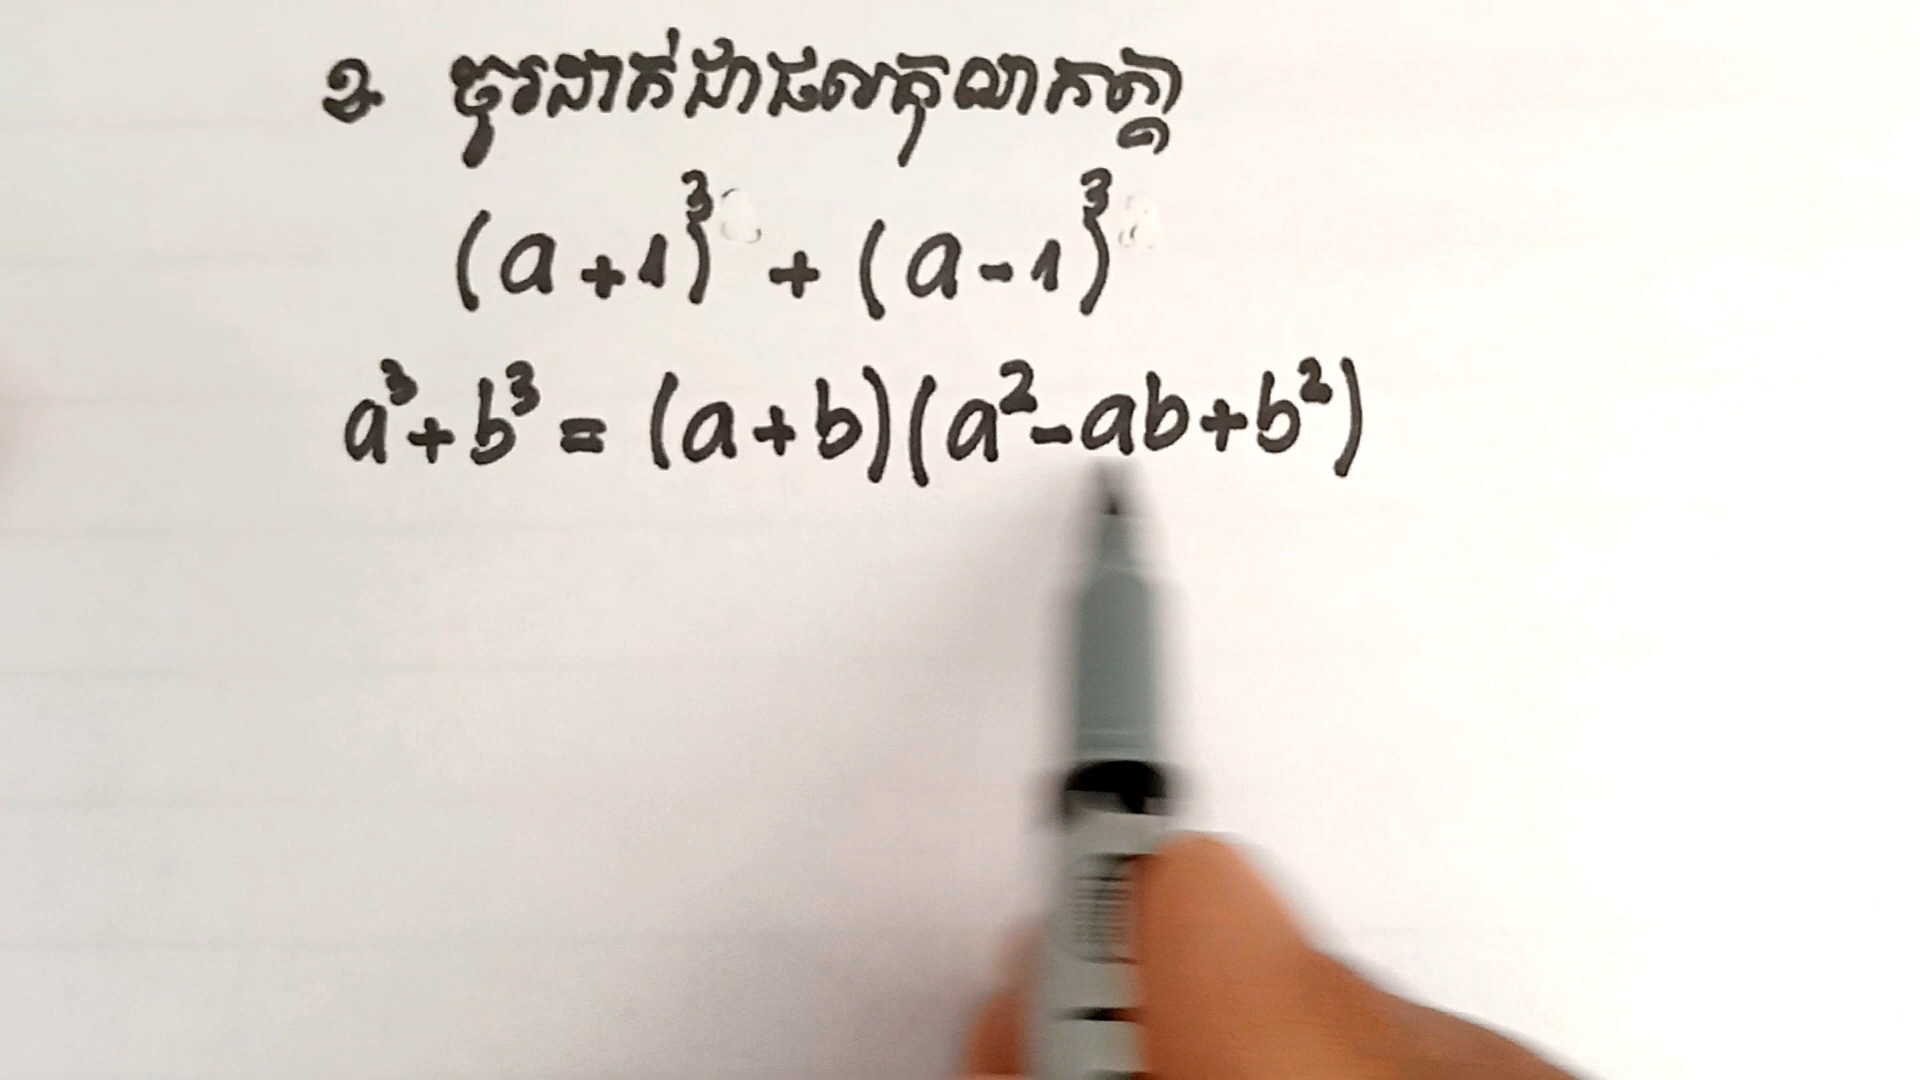 ខ. ចូរដាក់ជាផលគុណកត្តា
(a+1)³ + (a-1)³
a³+b³ = (a+b)(a²-ab+b²)